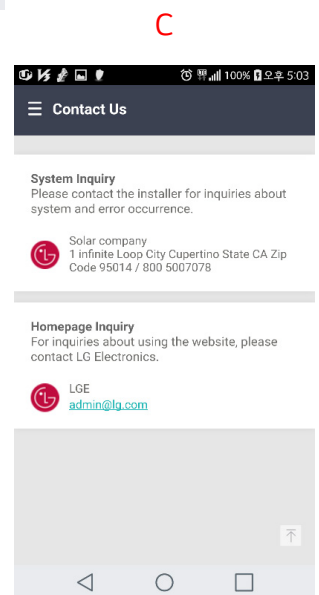 C
100% 오후 5:03
Contact Us
System Inquiry
Please contact the installer for inquiries about
system and error occurrence.
Solar company
1 infinite Loop City Cupertino State CA Zip
Code 95014 / 800 5007078
Homepage Inquiry
For inquiries about using the website, please
contact LG Electronics.
LGE
admin@lg.com